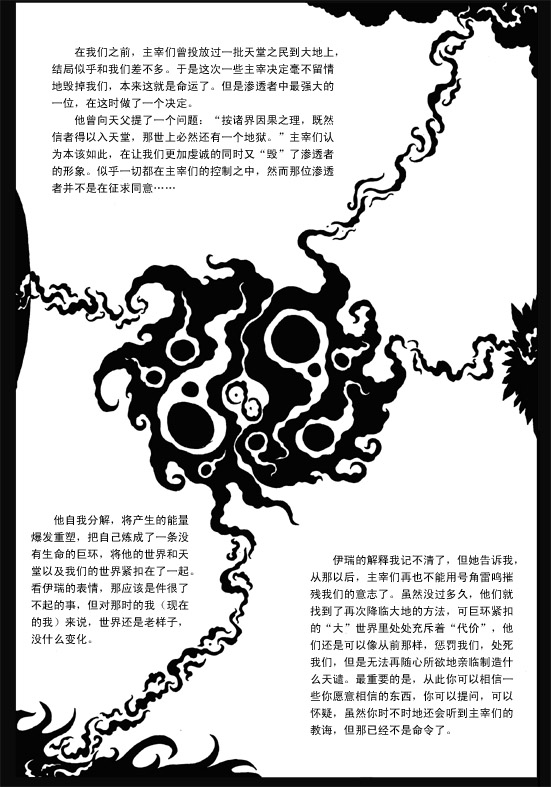 在我们之前，主宰们曾投放过一批天堂之民到大地上，
结局似乎和我们差不多。于是这次一些主宰决定毫不留情
地毁掉我们，本来这就是命运了。但是渗透者中最强大的
一位，在这时做了一个决定。
他曾向天父提了一个问题：“按诸界因果之理，既然
信者得以入天堂，那世上必然还有一个地狱。”主宰们认
为本该如此，在让我们更加虔诚的同时又“毁”了渗透者
的形象。似乎一切都在主宰们的控制之中，然而那位渗透
者并不是在征求同意……
他自我分解，将产生的能量
爆发重塑，把自己炼成了一条没
有生命的巨环，将他的世界和天
堂以及我们的世界紧扣在了一起。
看伊瑞的表情，那应该是件很了
不起的事，但对那时的我（现在
的我）来说，世界还是老样子，
没什么变化。
伊瑞的解释我记不清了，但她告诉我，
从那以后，主宰们再也不能用号角雷鸣摧
残我们的意志了。虽然没过多久，他们就
找到了再次降临大地的方法，可巨环紧扣
的“大”世界里处处充斥着“代价”，他
们还是可以像从前那样，惩罚我们，处死
我们，但是无法再随心所欲地亲临制造什
么天谴。最重要的是，从此你可以相信一
些你愿意相信的东西，你可以提问，可以
怀疑，虽然你时不时地还会听到主宰们的
教诲，但那已经不是命令了。